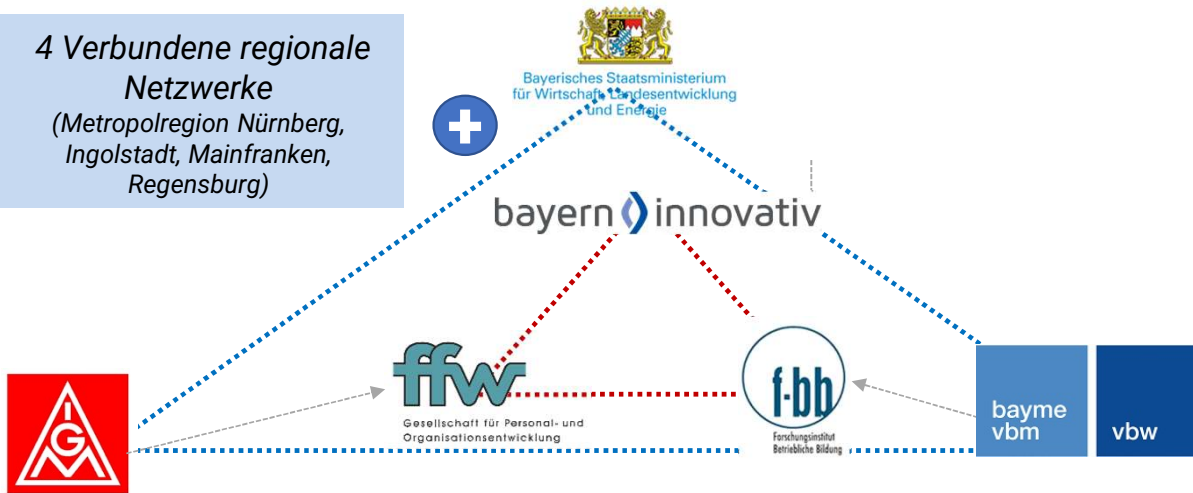 4 Verbundene regionale
Netzwerke
(Metropolregion Nürnberg,
Ingolstadt, Mainfranken,
Regensburg)
Bayerisches Staatsministerium
für Wirtschaft, Landesentwicklung
und Energie
bayern innovativ
ffw
Gesellschaft für Personal- und
Organisationsentwicklung
f-bb
Forschungsinstitut
Betriebliche Bildung
IGM
bayme
vbm
vbw